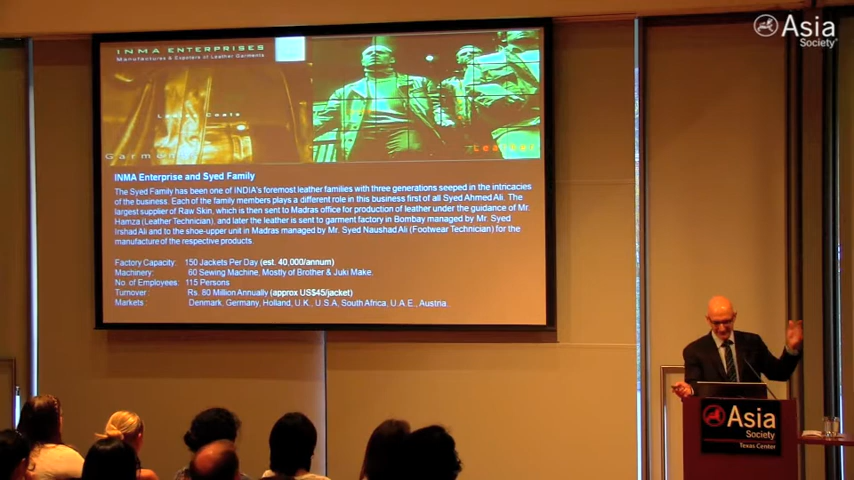 Asia
Society
INMA ENTERPRISES
Manufactures & Exporters of Leather Garments
Leather Coats
Garment
Leather
INMA Enterprise and Syed Family
The Syed Family has been one of INDIA's foremost leather families with three generations seeped in the intricacies
of the business. Each of the family members plays a different role in this business first of all Syed Ahmed Ali. The
largest supplier of Raw Skin, which is then sent to Madras office for production of leather under the guidance of Mr.
Hamza (Leather Technician), and later the leather is sent to garment factory in Bombay managed by Mr. Syed
Irshad Ali and to the shoe-upper unit in Madras managed by Mr. Syed Naushad Ali (Footwear Technician) for the
manufacture of the respective products.
Factory Capacity: 150 Jackets Per Day (est. 40,000/annum)
Machinery: 60 Sewing Machine, Mostly of Brother & Juki Make.
No. of Employees: 115 Persons
Turnover : Rs. 80 Million Annually (approx US$45/jacket)
Markets : Denmark, Germany, Holland, U.K., U.S.A, South Africa, U.A.E., Austria.
Asia
Society
Texas Center